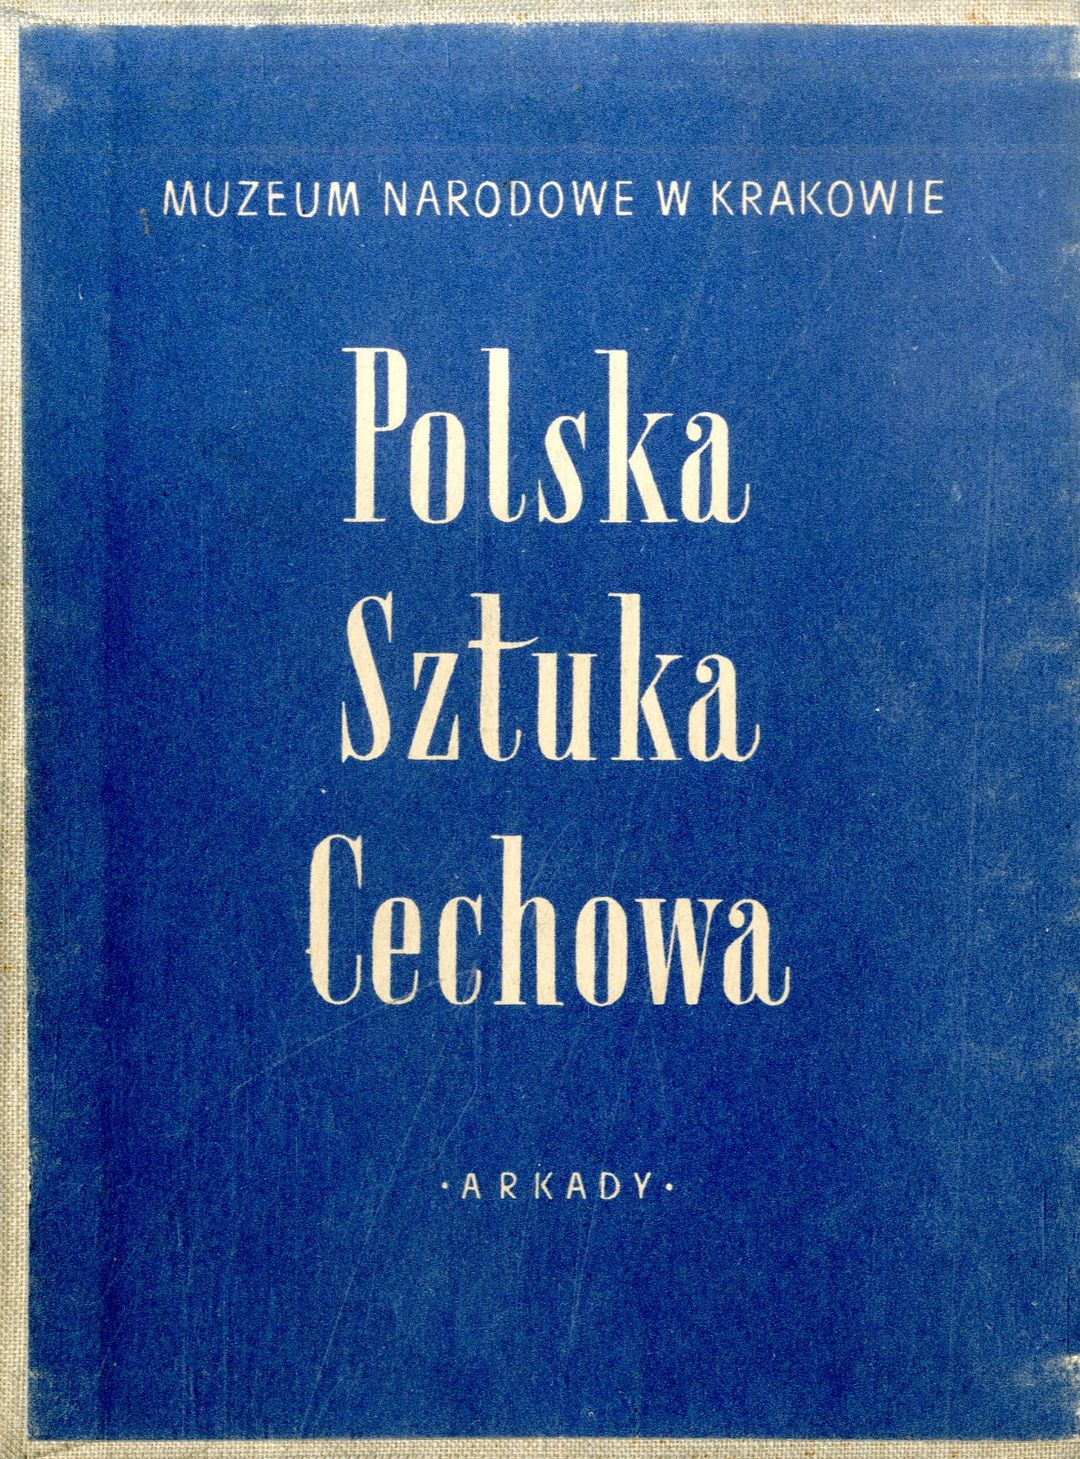 MUZEUM NARODOWE W KRAKOWIE
Polska
Sztuka
Cechowa
·ARKADY·